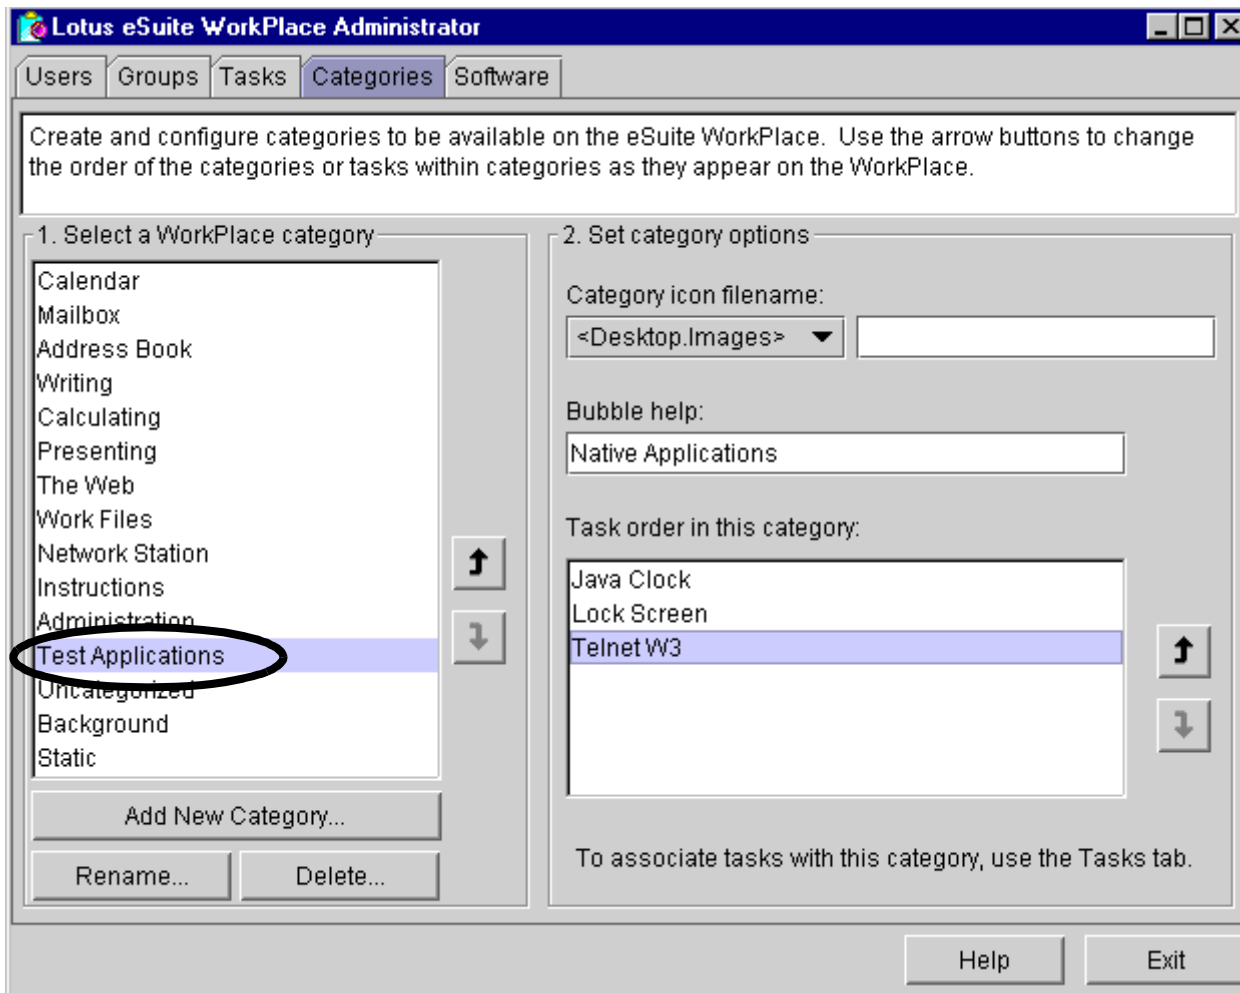 Lotus eSuite WorkPlace Administrator
Users Groups Tasks Categories Software
Create and configure categories to be available on the eSuite WorkPlace. Use the arrow buttons to change
the order of the categories or tasks within categories as they appear on the WorkPlace.
1. Select a WorkPlace category
Calendar
Mailbox
Address Book
Writing
Calculating
Presenting
The Web
Work Files
Network Station
Instructions
Administration
Test Applications
Uncategorized
Background
Static
Add New Category...
Rename... Delete...
2. Set category options
Category icon filename:
<Desktop.Images>
Bubble help:
Native Applications
Task order in this category:
Java Clock
Lock Screen
Telnet W3
To associate tasks with this category, use the Tasks tab.
Help Exit